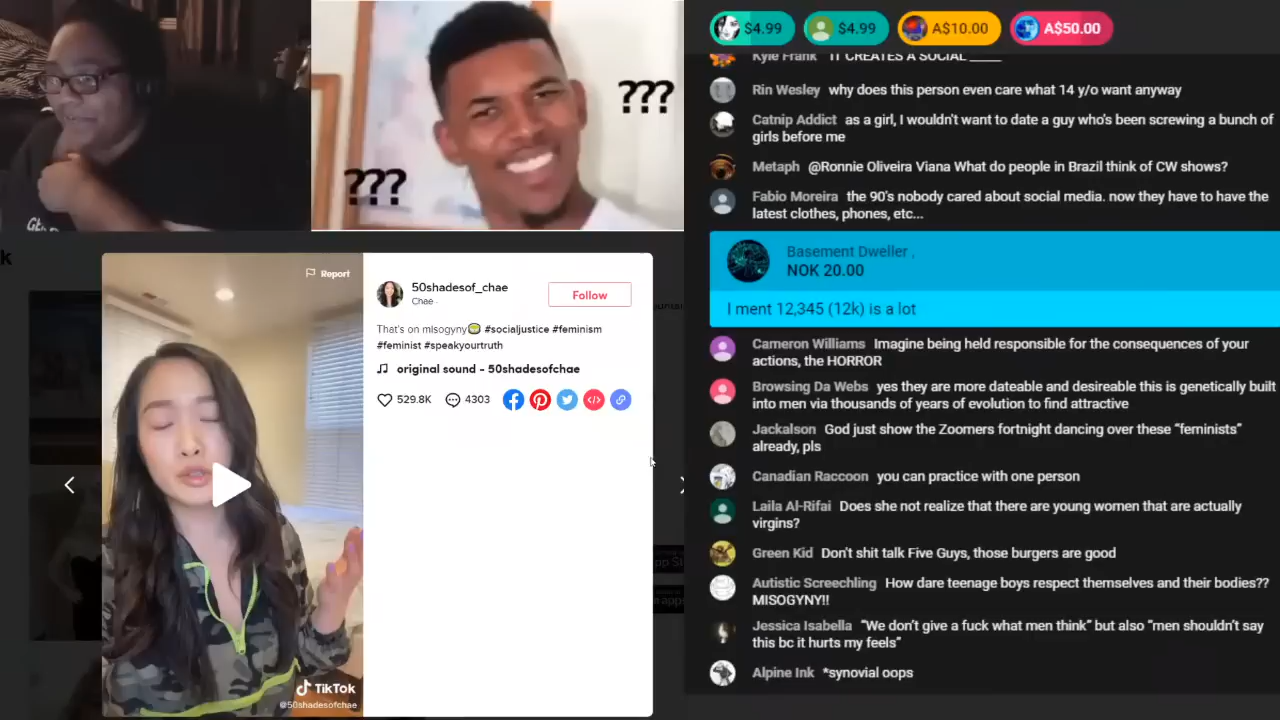 ???
???
k
Report
50shadesof_chae
Chae ·
Follow
That's on misogyny🍵 #socialjustice #feminism
#feminist #speakyourtruth
original sound - 50shadesofchae
529.8K
4303
TikTok
@50shadesofchae
$4.99
$4.99
A$10.00
A$50.00
Kyle Frank IT CREATES A SOCIAL _____
Rin Wesley why does this person even care what 14 y/o want anyway
Catnip Addict as a girl, I wouldn't want to date a guy who's been screwing a bunch of
girls before me
Metaph @Ronnie Oliveira Viana What do people in Brazil think of CW shows?
Fabio Moreira the 90's nobody cared about social media. now they have to have the
latest clothes, phones, etc...
Basement Dweller ,
NOK 20.00
I ment 12,345 (12k) is a lot
Cameron Williams Imagine being held responsible for the consequences of your
actions, the HORROR
Browsing Da Webs yes they are more dateable and desireable this is genetically built
into men via thousands of years of evolution to find attractive
Jackalson God just show the Zoomers fortnight dancing over these “feminists”
already, pls
Canadian Raccoon you can practice with one person
Laila Al-Rifai Does she not realize that there are young women that are actually
virgins?
Green Kid Don't shit talk Five Guys, those burgers are good
Autistic Screechling How dare teenage boys respect themselves and their bodies??
MISOGYNY!!
Jessica Isabella “We don’t give a fuck what men think” but also “men shouldn’t say
this bc it hurts my feels”
Alpine Ink *synovial oops